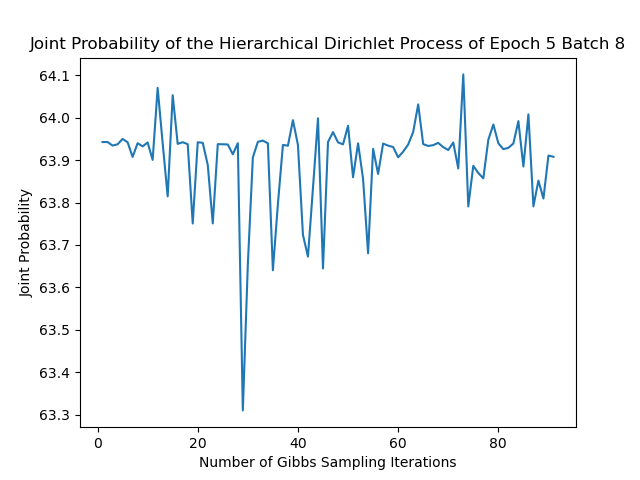 Joint Probability of the Hierarchical Dirichlet Process of Epoch 5 Batch 8
64.1
64.0
63.9
63.8
63.7
63.6
63.5
63.4
63.3
Joint Probability
0 20 40 60 80
Number of Gibbs Sampling Iterations